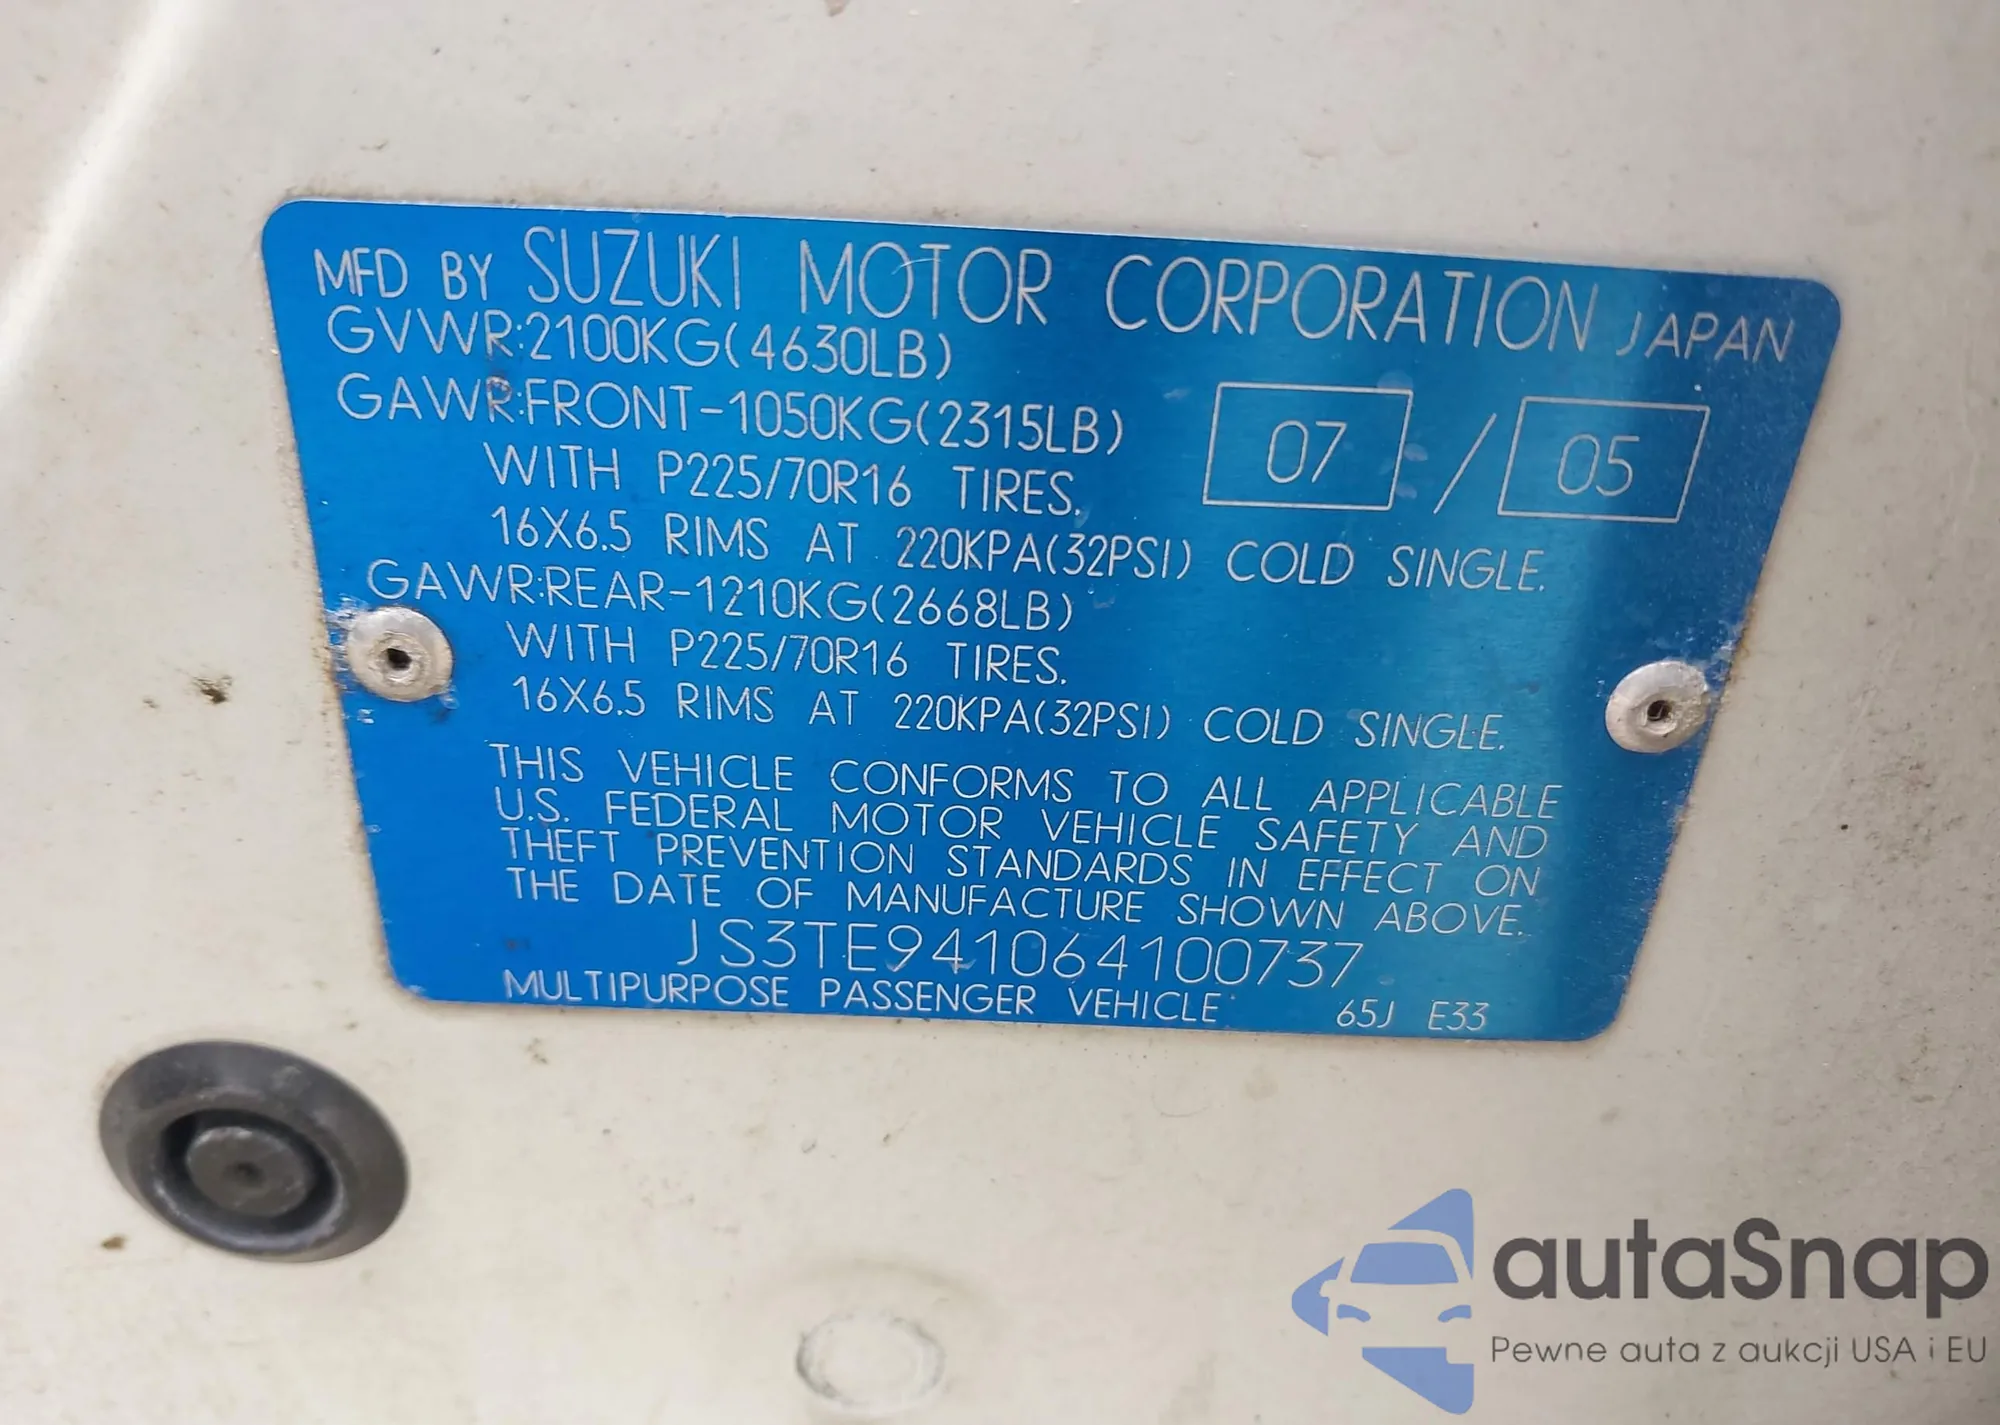 MFD BY SUZUKI MOTOR CORPORATION JAPAN
GVWR:2100KG(4630LB)
GAWR:FRONT-1050KG(2315LB)
07 / 05
WITH P225/70R16 TIRES.
16X6.5 RIMS AT 220KPA(32PSI) COLD SINGLE.
GAWR:REAR-1210KG(2668LB)
WITH P225/70R16 TIRES.
16X6.5 RIMS AT 220KPA(32PSI) COLD SINGLE.
THIS VEHICLE CONFORMS TO ALL APPLICABLE
U.S. FEDERAL MOTOR VEHICLE SAFETY AND
THEFT PREVENTION STANDARDS IN EFFECT ON
THE DATE OF MANUFACTURE SHOWN ABOVE.
JS3TE941064100737
MULTIPURPOSE PASSENGER VEHICLE 65J E33
autaSnap
Pewne auta z aukcji USA i EU